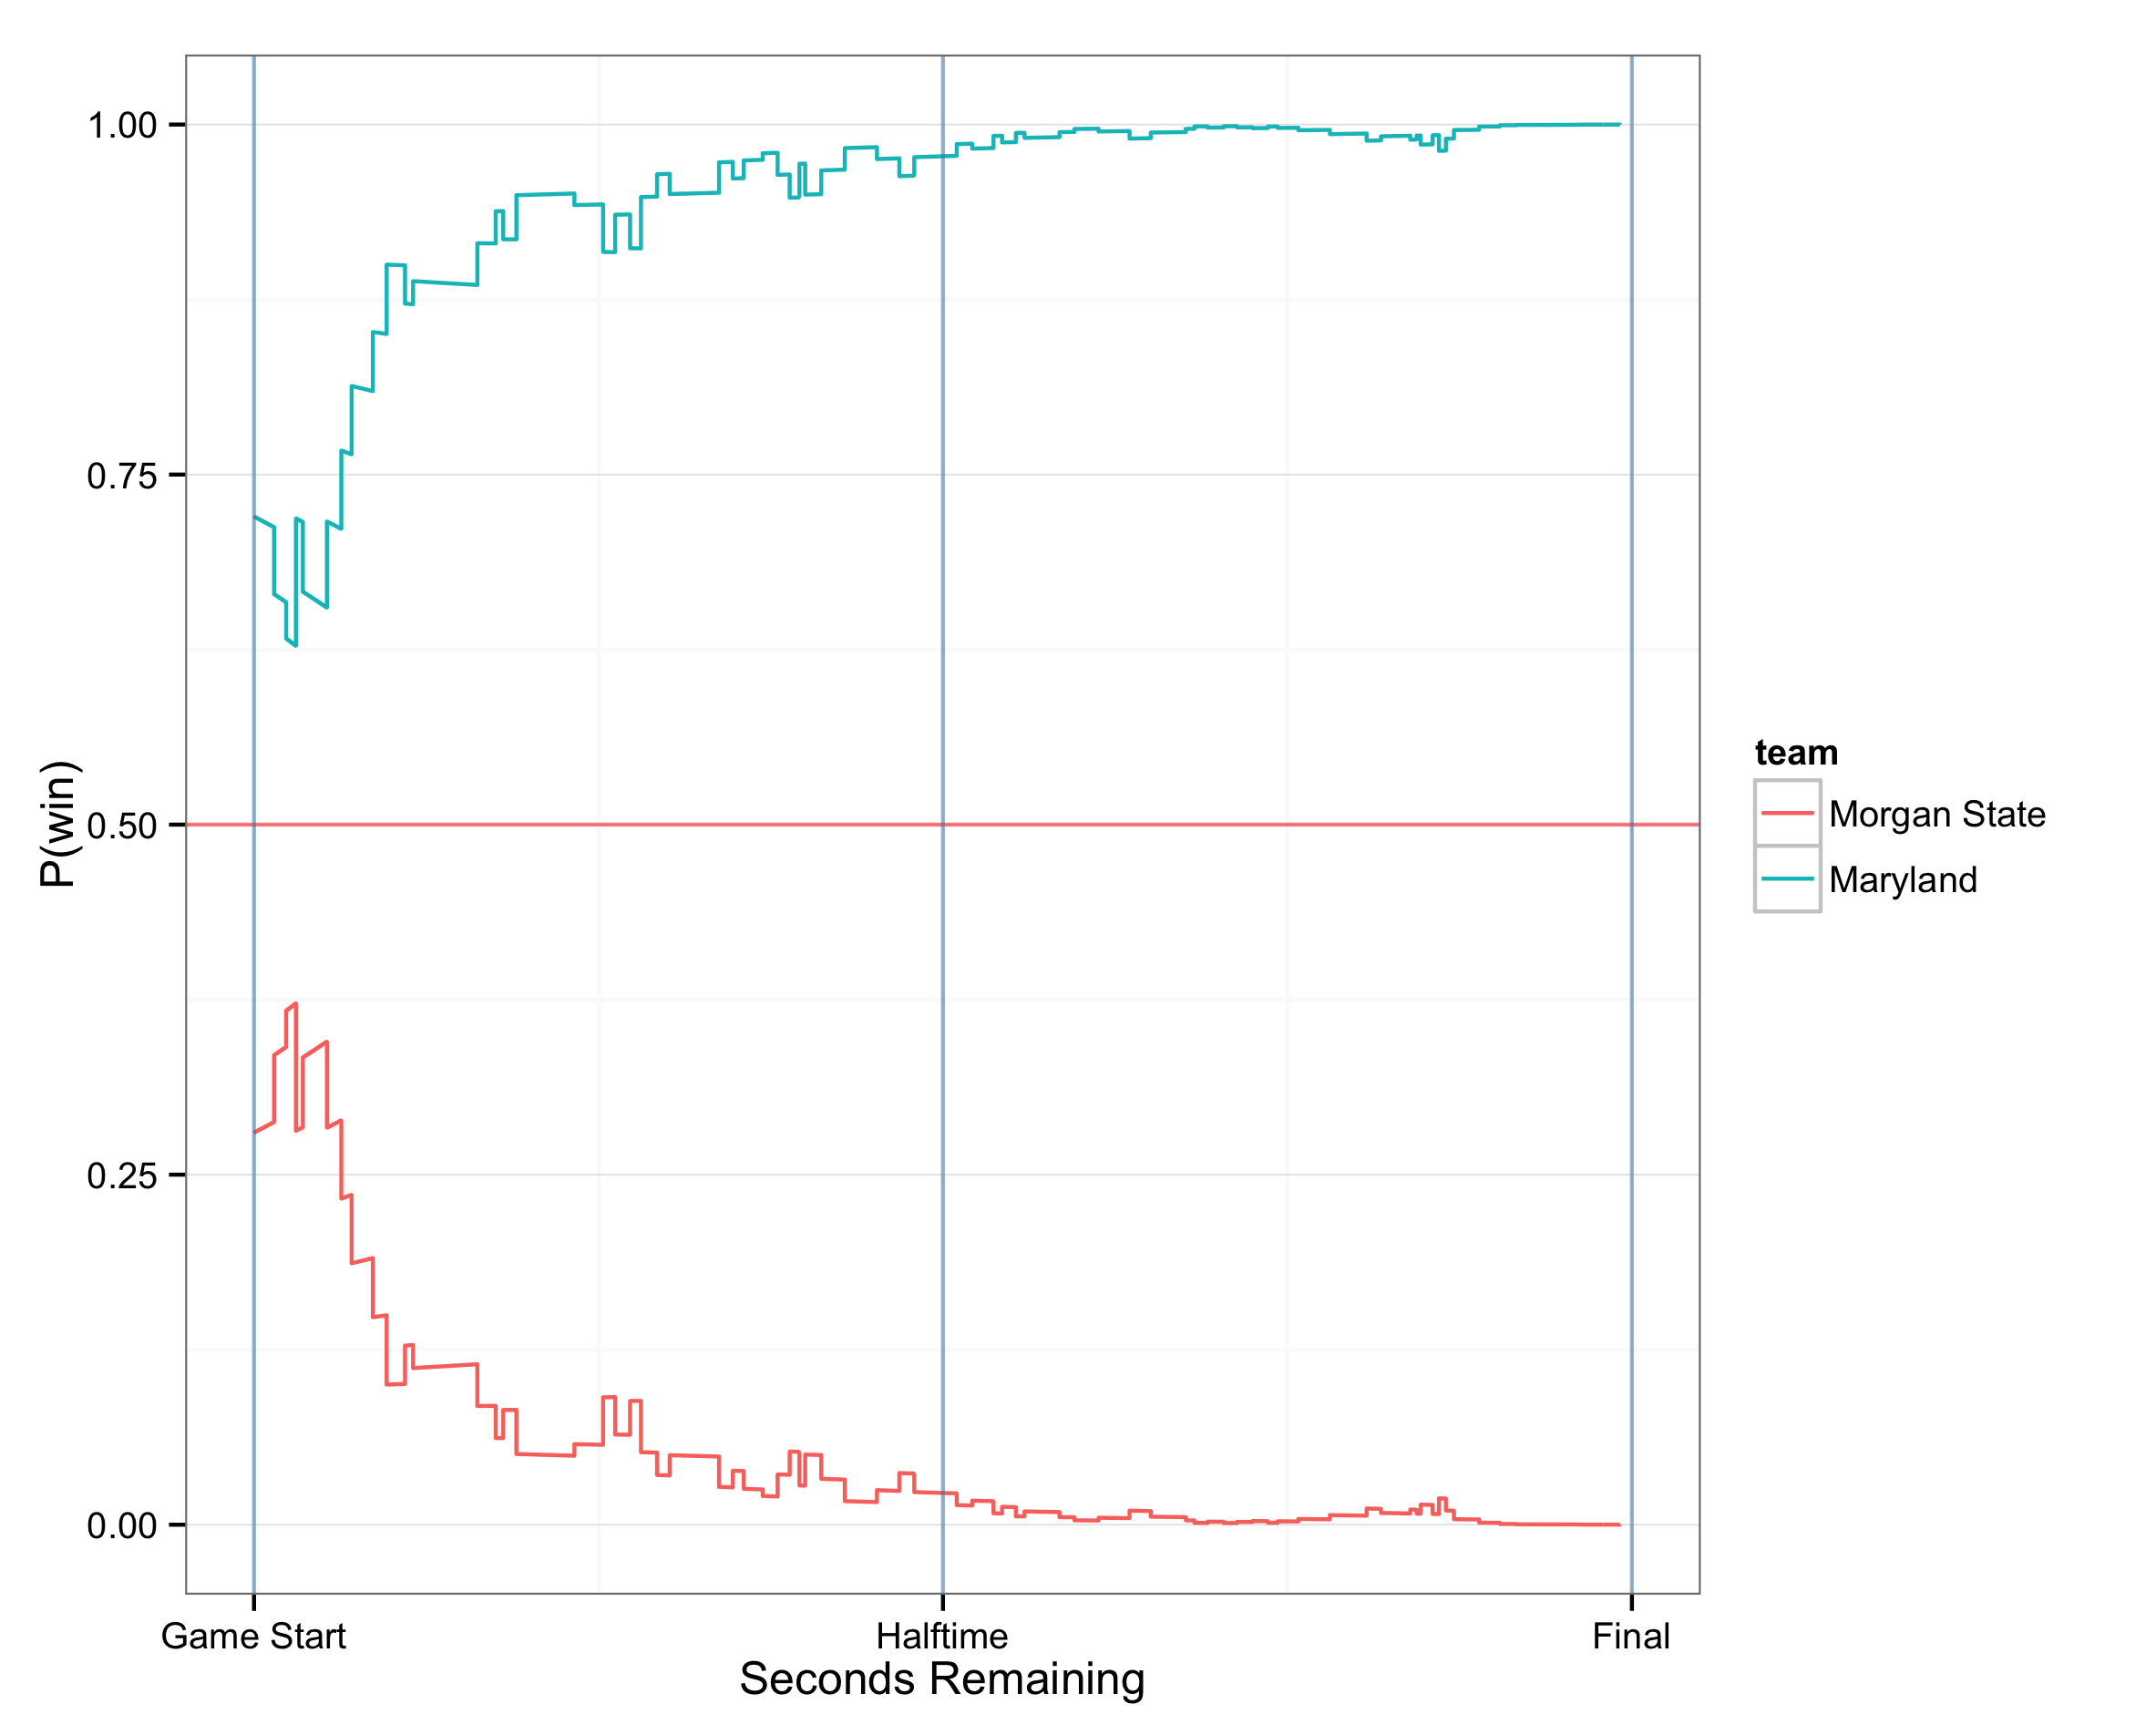 P(win)
1.00
0.75
0.50
0.25
0.00
Game Start
Halftime
Final
Seconds Remaining
team
Morgan State
Maryland